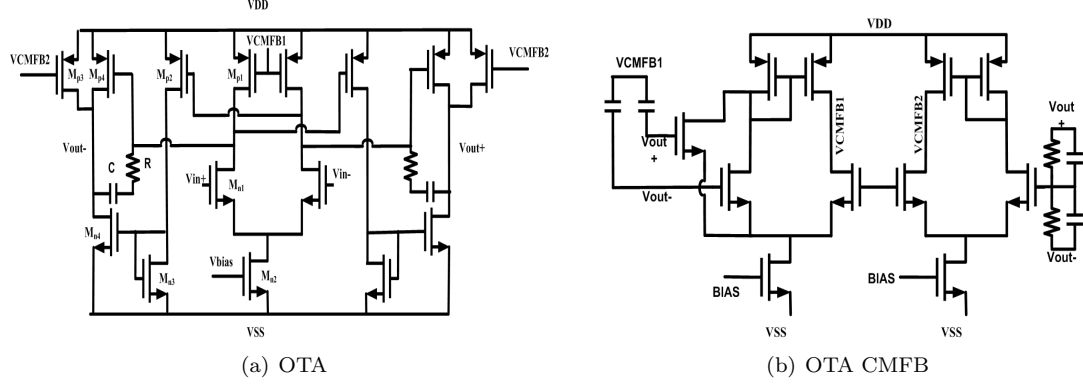 VDD
VCMFB2
Mp3
Mp4
Mp2
Mp1
VCMFB1
VCMFB2
Vout-
C
R
Vin+
Mn1
Vin-
Vout+
Mn4
Mn3
Vbias
Mn2
VSS
(a) OTA
VDD
VCMFB1
Vout
+
Vout-
VCMFB1
VCMFB2
Vout
+
Vout-
BIAS
BIAS
VSS
VSS
(b) OTA CMFB